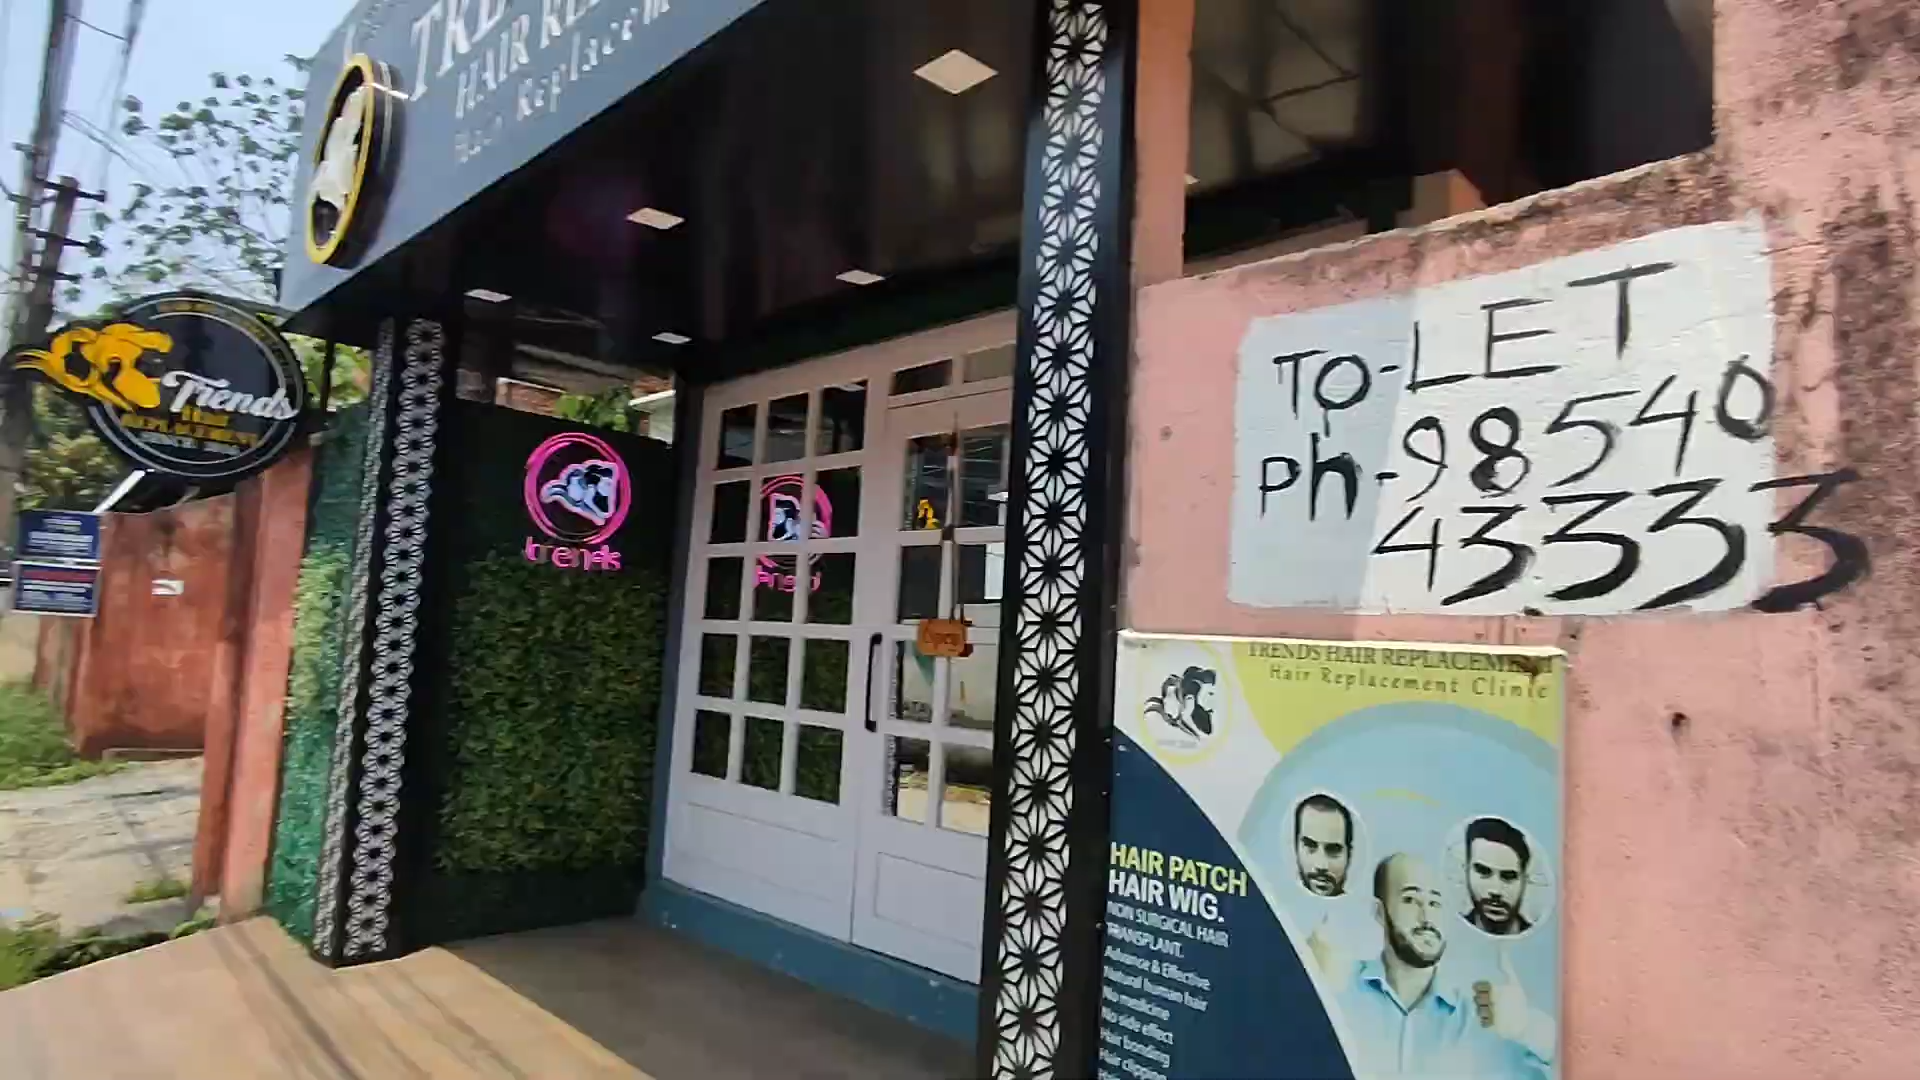 HAIR
Replacem
Trends
HAIR
REPLACEMENT
trends
Open
TO-LET
Ph-98540
43333
TRENDS HAIR REPLACEMENT
Hair Replacement Clinic
HAIR PATCH
HAIR WIG.
NON SURGICAL HAIR
TRANSPLANT.
Advance & Effective
Natural human hair
No medicine
No side effect
Hair bonding
Hair clipping